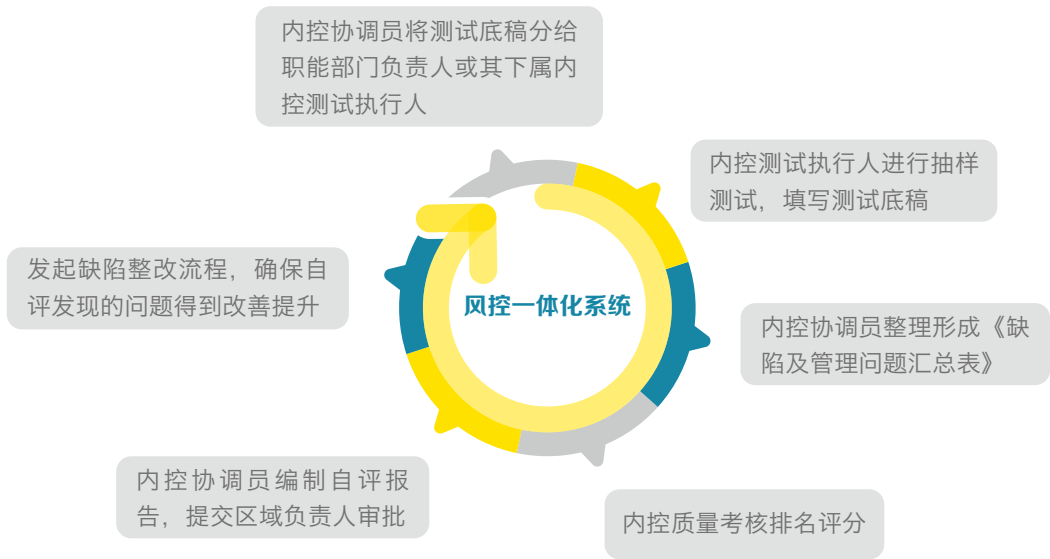 内控协调员将测试底稿分给
职能部门负责人或其下属内
控测试执行人
内控测试执行人进行抽样
测试，填写测试底稿
内控协调员整理形成《缺
陷及管理问题汇总表》
内控质量考核排名评分
内控协调员编制自评报
告，提交区域负责人审批
发起缺陷整改流程，确保自
评发现的问题得到改善提升
风控一体化系统